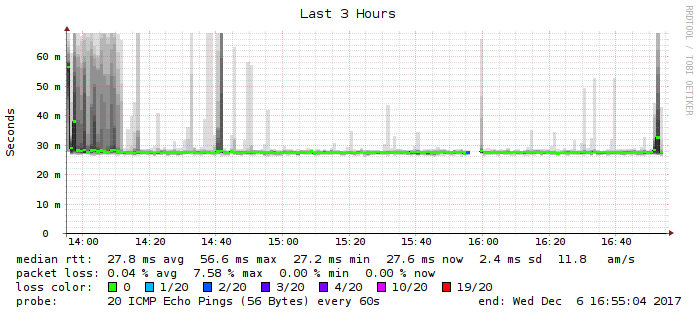 Last 3 Hours
RRDTOOL / TOBI OETIKER
Seconds
60 m
50 m
40 m
30 m
20 m
10 m
0
14:00 14:20 14:40 15:00 15:20 15:40 16:00 16:20 16:40
median rtt: 27.8 ms avg 56.6 ms max 27.2 ms min 27.6 ms now 2.4 ms sd 11.8 am/s
packet loss: 0.04 % avg 7.58 % max 0.00 % min 0.00 % now
loss color: 0 1/20 2/20 3/20 4/20 10/20 19/20
probe: 20 ICMP Echo Pings (56 Bytes) every 60s end: Wed Dec 6 16:55:04 2017